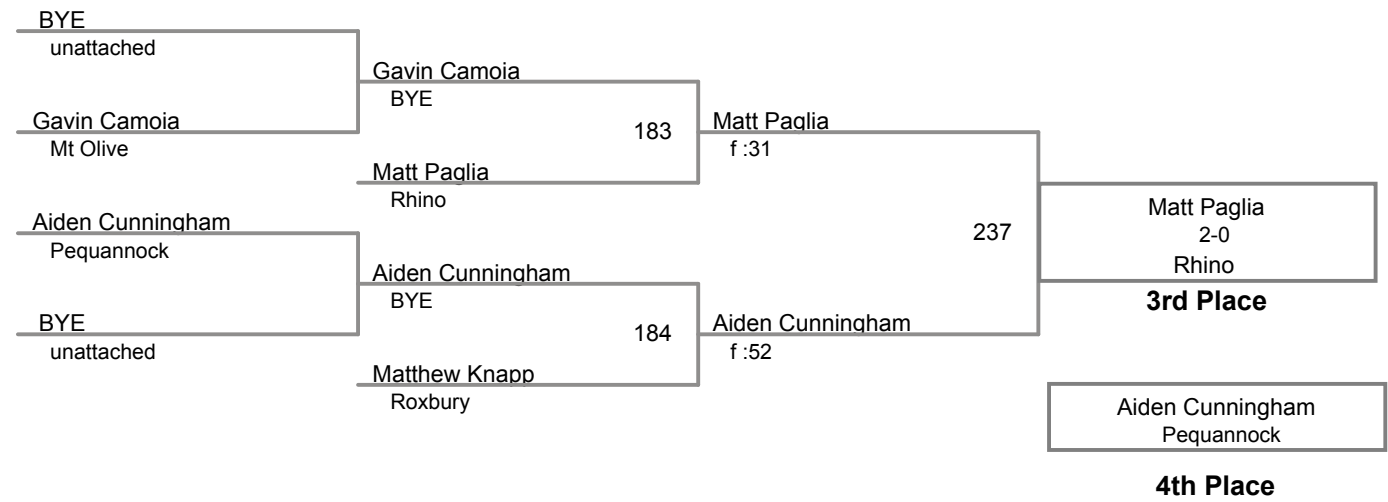 BYE
unattached
Gavin Camoia
BYE
Gavin Camoia
Mt Olive
183
Matt Paglia
f :31
Matt Paglia
Rhino
Aiden Cunningham
Pequannock
237
Matt Paglia
2-0
Rhino
3rd Place
Aiden Cunningham
BYE
BYE
unattached
184
Aiden Cunningham
f :52
Matthew Knapp
Roxbury
Aiden Cunningham
Pequannock
4th Place